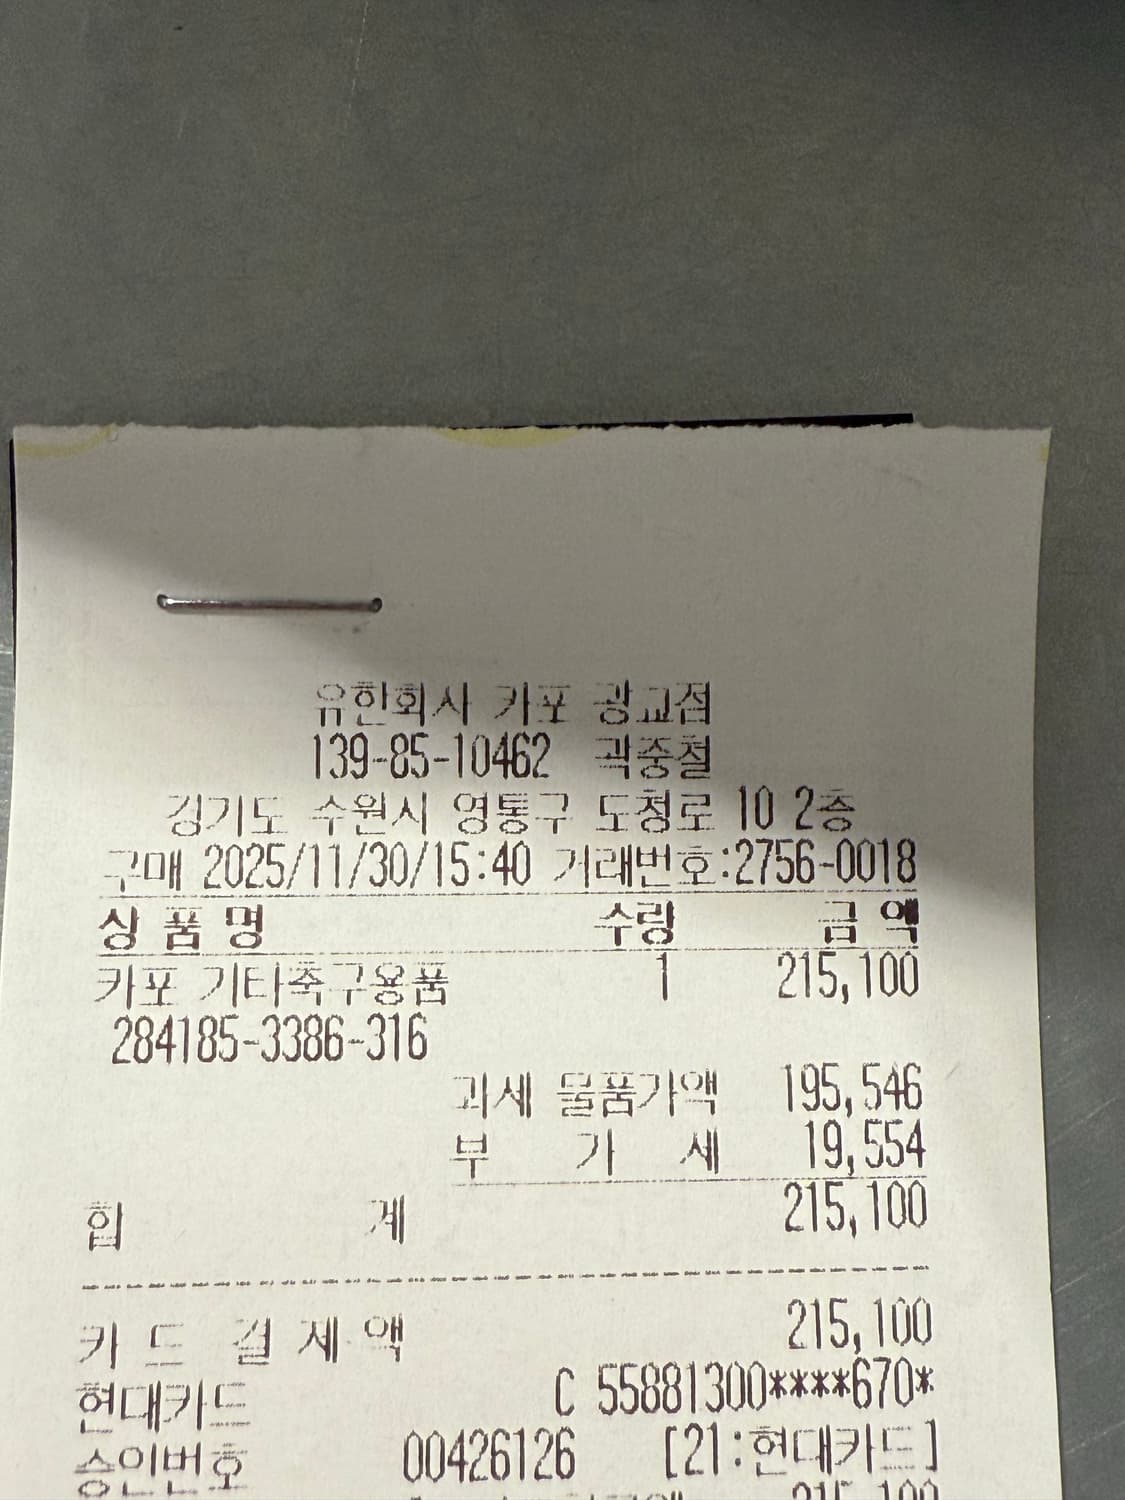 유한회사 카포 광교점
139-85-10462 곽중철
경기도 수원시 영통구 도청로 10 2층
구매 2025/11/30/15:40 거래번호:2756-0018
상 품 명 수량 금 액
카포 기타축구용품 1 215,100
284185-3386-316
과세 물품가액 195,546
부 가 세 19,554
합 계 215,100
카 드 결 제 액 215,100
현대카드 C 55881300****670*
승인번호 00426126 [21:현대카드]
215,100